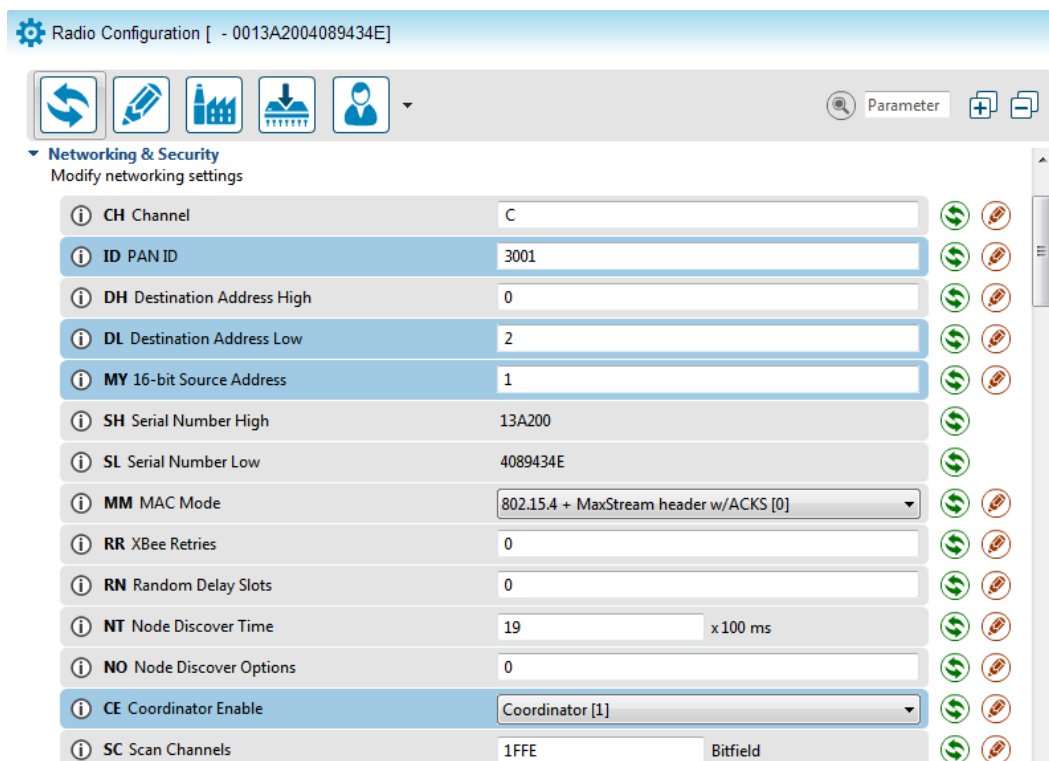 Radio Configuration [ - 0013A2004089434E]
Parameter
Networking & Security
Modify networking settings
CH Channel C
ID PAN ID 3001
DH Destination Address High 0
DL Destination Address Low 2
MY 16-bit Source Address 1
SH Serial Number High 13A200
SL Serial Number Low 4089434E
MM MAC Mode 802.15.4 + MaxStream header w/ACKS [0]
RR XBee Retries 0
RN Random Delay Slots 0
NT Node Discover Time 19 x 100 ms
NO Node Discover Options 0
CE Coordinator Enable Coordinator [1]
SC Scan Channels 1FFE Bitfield